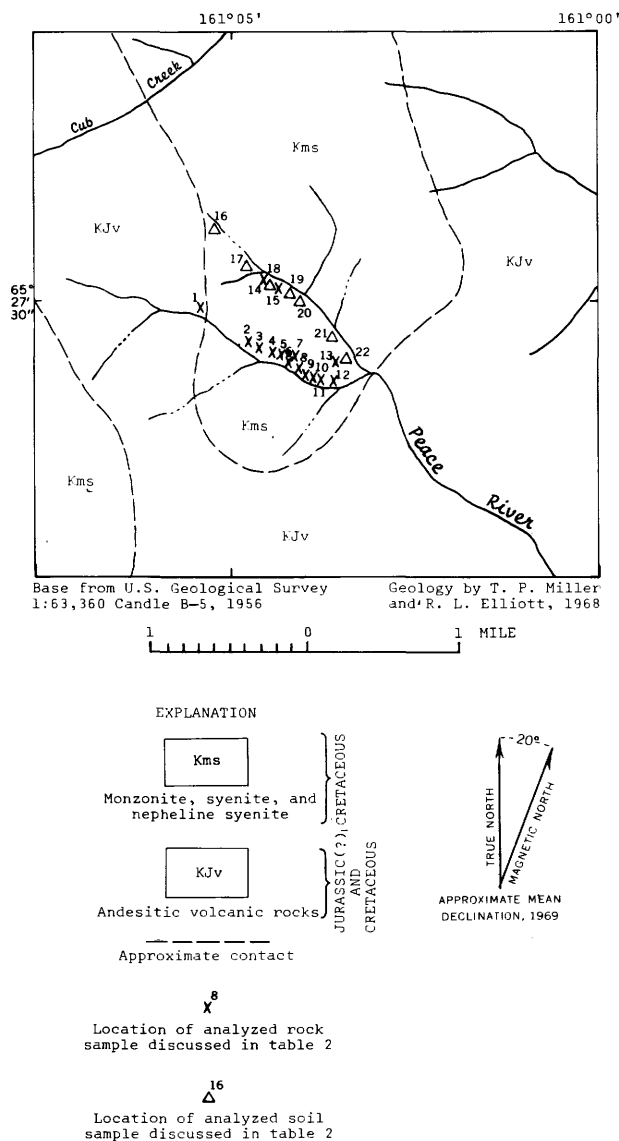 161°05'
161°00'
Cub Creek
Kms
KJv
KJv
16
17
18
14
15
19
20
65°
27'
30"
1
21
22
2
3
4
5
6
7
8
9
10
11
12
13
Kms
Kms
KJv
Peace River
Base from U.S. Geological Survey
1:63,360 Candle B-5, 1956
Geology by T. P. Miller
and R. L. Elliott, 1968
1 0 1 MILE
EXPLANATION
Kms
Monzonite, syenite, and
nepheline syenite
CRETACEOUS
KJv
Andesitic volcanic rocks
JURASSIC(?)
AND
CRETACEOUS
Approximate contact
8
Location of analyzed rock
sample discussed in table 2
16
Location of analyzed soil
sample discussed in table 2
20°
TRUE NORTH
MAGNETIC NORTH
APPROXIMATE MEAN
DECLINATION, 1969